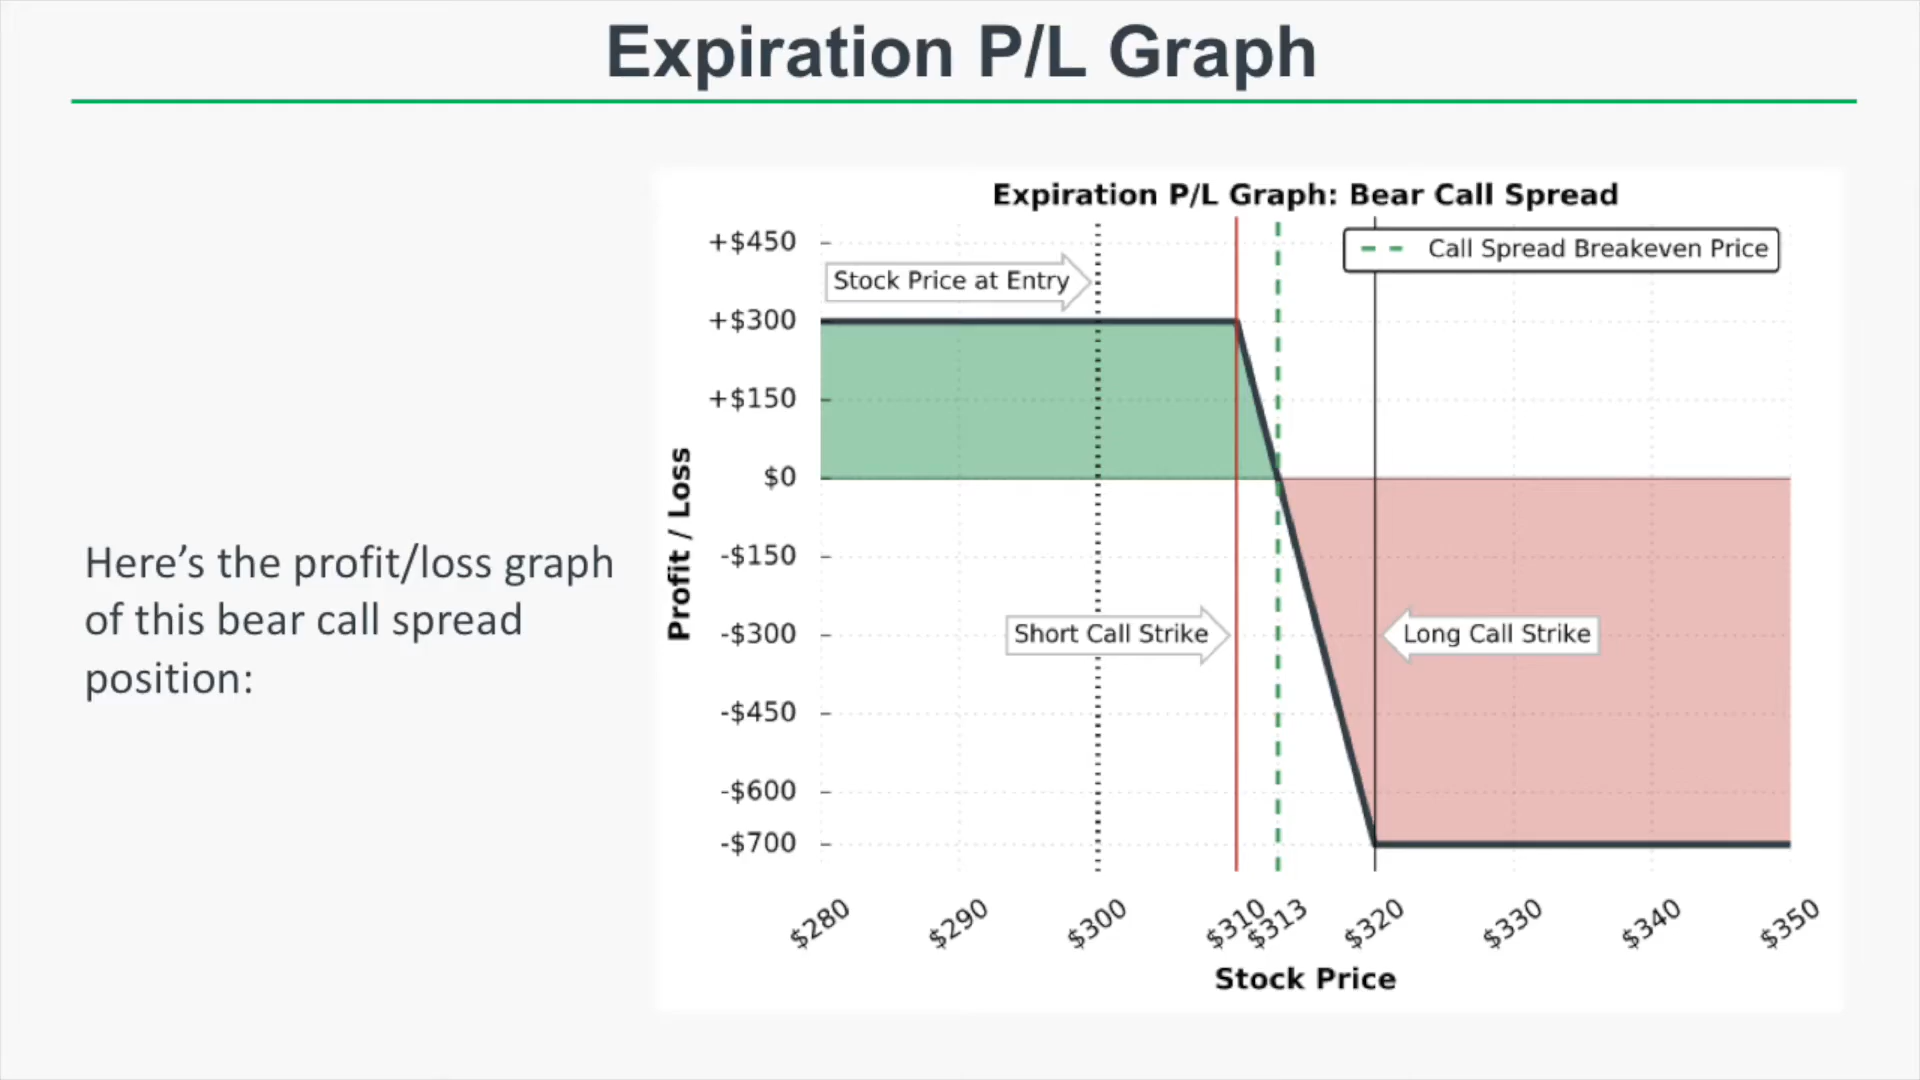 Expiration P/L Graph
Here’s the profit/loss graph
of this bear call spread
position:
Expiration P/L Graph: Bear Call Spread
Call Spread Breakeven Price
Stock Price at Entry
Short Call Strike
Long Call Strike
Profit / Loss
+$450
+$300
+$150
$0
-$150
-$300
-$450
-$600
-$700
$280
$290
$300
$310
$313
$320
$330
$340
$350
Stock Price